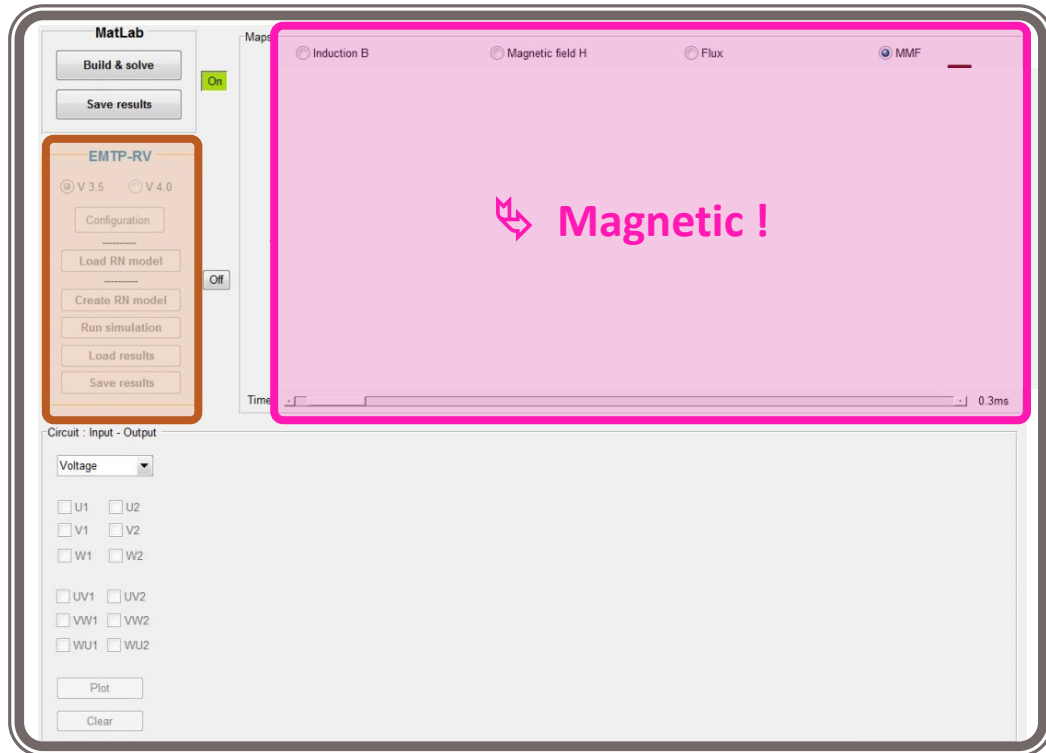 MatLab
Build & solve
Save results
On
EMTP-RV
V 3.5 V 4.0
Configuration
----------
Load RN model
----------
Create RN model
Run simulation
Load results
Save results
Off
Maps
Induction B Magnetic field H Flux MMF
Magnetic !
Time 0.3ms
Circuit : Input - Output
Voltage
U1 U2
V1 V2
W1 W2
UV1 UV2
VW1 VW2
WU1 WU2
Plot
Clear